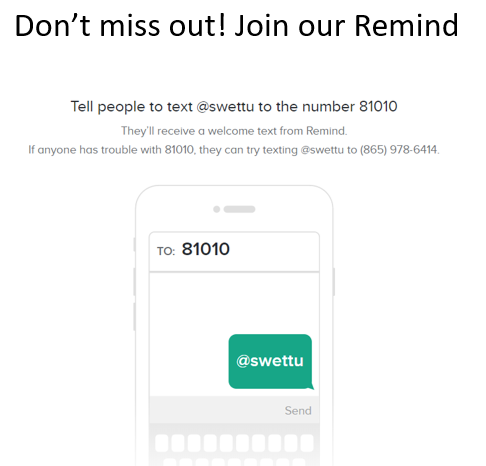 Don’t miss out! Join our Remind
Tell people to text @swettu to the number 81010
They'll receive a welcome text from Remind.
If anyone has trouble with 81010, they can try texting @swettu to (865) 978-6414.
TO: 81010
@swettu
Send